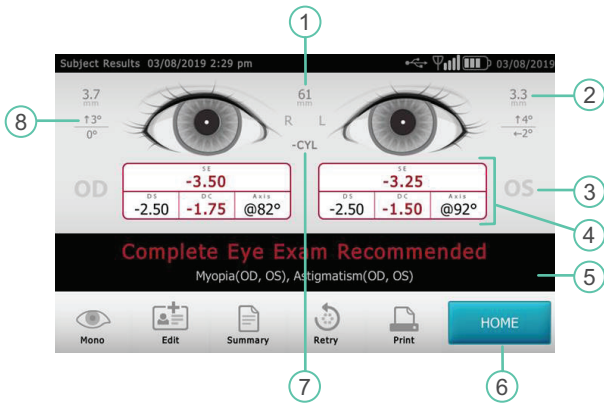 1
Subject Results 03/08/2019 2:29 pm 03/08/2019
3.7 mm 61 mm 3.3 mm 2
8 ↑3° R L ↑4°
0° ←2°
-CYL
OD SE SE OS 3
-3.50 -3.25
DS DC Axis DS DC Axis 4
-2.50 -1.75 @82° -2.50 -1.50 @92°
Complete Eye Exam Recommended
Myopia(OD, OS), Astigmatism(OD, OS) 5
HOME
Mono Edit Summary Retry Print
7 6